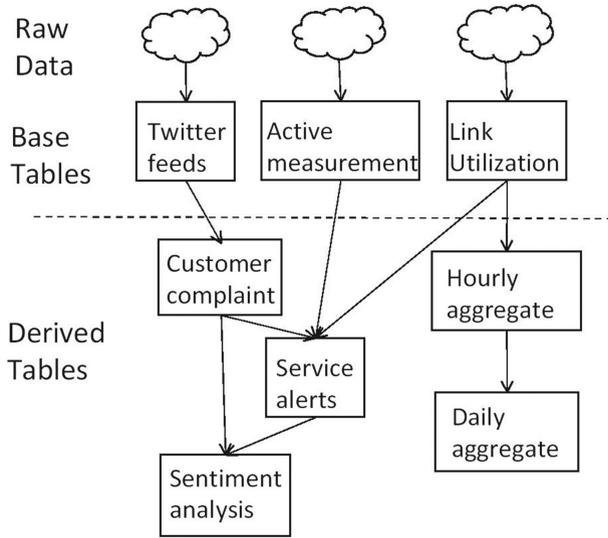 Raw
Data
Base
Tables
Twitter
feeds
Active
measurement
Link
Utilization
Derived
Tables
Customer
complaint
Hourly
aggregate
Service
alerts
Daily
aggregate
Sentiment
analysis